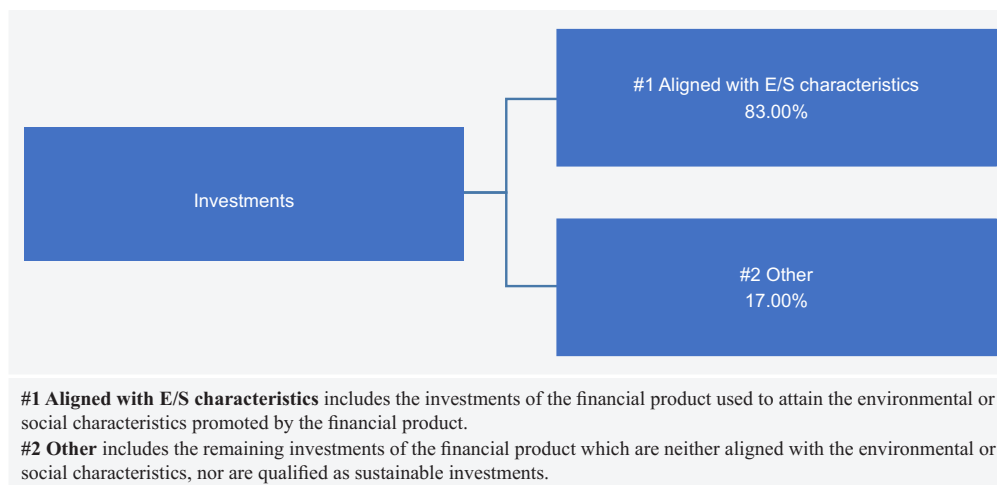 #1 Aligned with E/S characteristics
83.00%
Investments
#2 Other
17.00%
#1 Aligned with E/S characteristics includes the investments of the financial product used to attain the environmental or
social characteristics promoted by the financial product.
#2 Other includes the remaining investments of the financial product which are neither aligned with the environmental or
social characteristics, nor are qualified as sustainable investments.